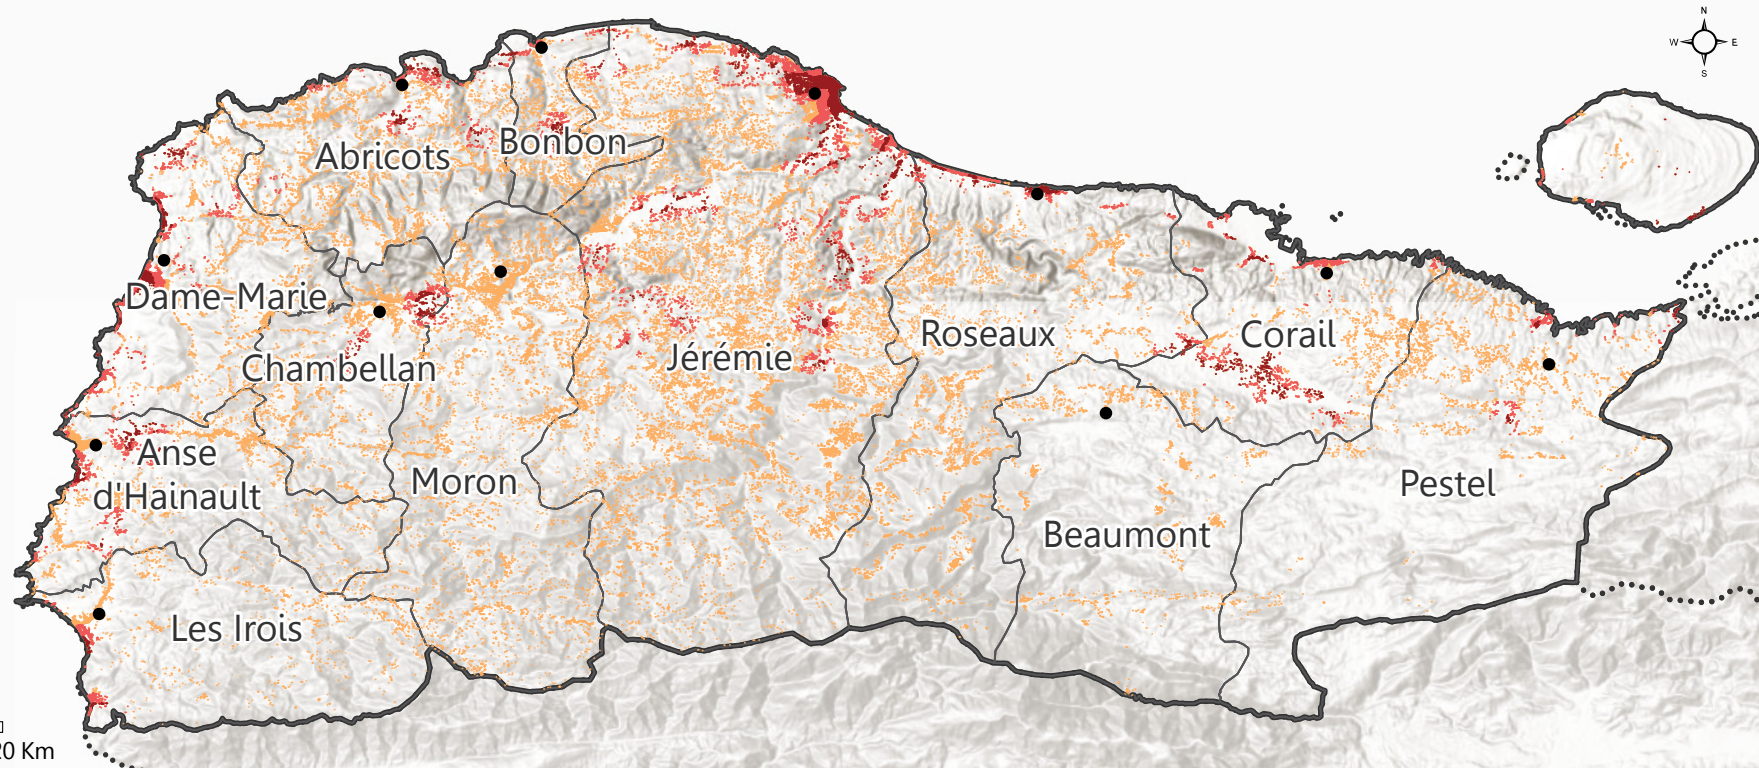 N
W E
S
Abricots
Bonbon
Dame-Marie
Chambellan
Jérémie
Roseaux
Corail
Anse
d'Hainault
Moron
Pestel
Beaumont
Les Irois
20 Km